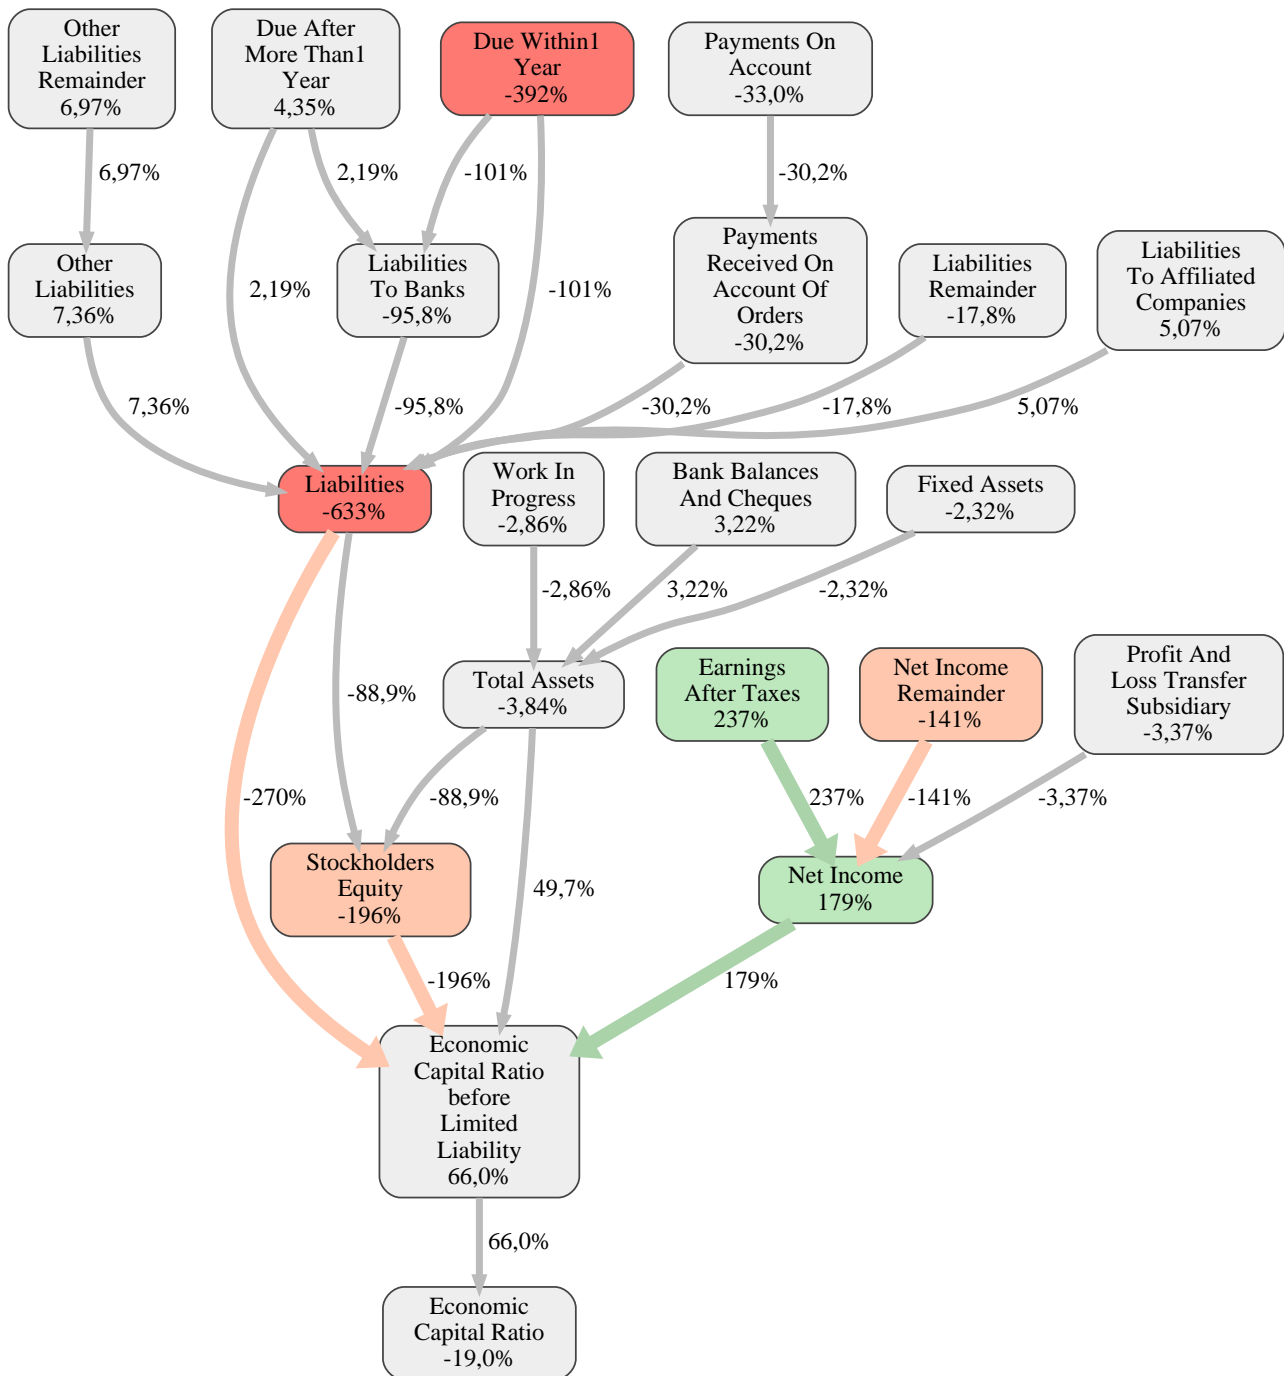 Other
Liabilities
Remainder
6,97%
Due After
More Than1
Year
4,35%
Due Within1
Year
-392%
Payments On
Account
-33,0%
6,97%
2,19%
-101%
-30,2%
Other
Liabilities
7,36%
Liabilities
To Banks
-95,8%
Payments
Received On
Account Of
Orders
-30,2%
Liabilities
Remainder
-17,8%
Liabilities
To Affiliated
Companies
5,07%
2,19%
-101%
7,36%
-95,8%
-30,2%
-17,8%
5,07%
Liabilities
-633%
Work In
Progress
-2,86%
Bank Balances
And Cheques
3,22%
Fixed Assets
-2,32%
-2,86%
3,22%
-2,32%
-88,9%
Total Assets
-3,84%
Earnings
After Taxes
237%
Net Income
Remainder
-141%
Profit And
Loss Transfer
Subsidiary
-3,37%
-270%
-88,9%
237%
-141%
-3,37%
Stockholders
Equity
-196%
49,7%
Net Income
179%
-196%
179%
Economic
Capital Ratio
before
Limited
Liability
66,0%
66,0%
Economic
Capital Ratio
-19,0%